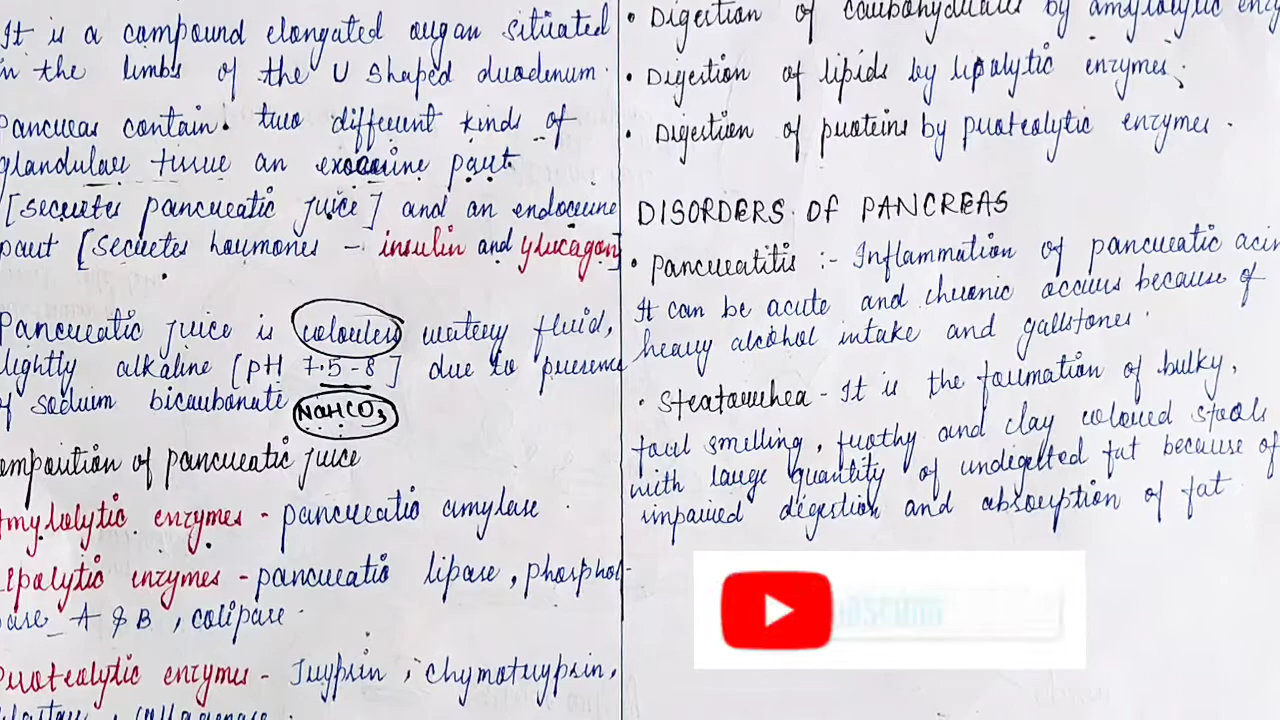 It is a compound elongated organ situated
in the limbs of the U shaped duodenum.
Pancreas contain two different kinds of
glandular tissue an exocrine part
[secretes pancreatic juice] and an endocrine
part [secretes hormones - insulin and glucagon]
Pancreatic juice is colourless watery fluid,
slightly alkaline [pH 7.5-8] due to presence
of sodium bicarbonate NaHCO3
composition of pancreatic juice
Amylolytic enzymes - pancreatic amylase
Lipolytic enzymes - pancreatic lipase, phosphol-
pase A & B, colipase.
Proteolytic enzymes - Trypsin, chymotrypsin,
elastase, collagenase.
• Digestion of carbohydrates by amylolytic enz
• Digestion of lipids by lipolytic enzymes.
• Digestion of proteins by proteolytic enzymes.
DISORDERS OF PANCREAS
• Pancreatitis :- Inflammation of pancreatic acin
It can be acute and chronic occurs because of
heavy alcohol intake and gallstones.
• Steatorrhea - It is the formation of bulky,
foul smelling, frothy and clay coloured stools
with large quantity of undigested fat because of
impaired digestion and absorption of fat.